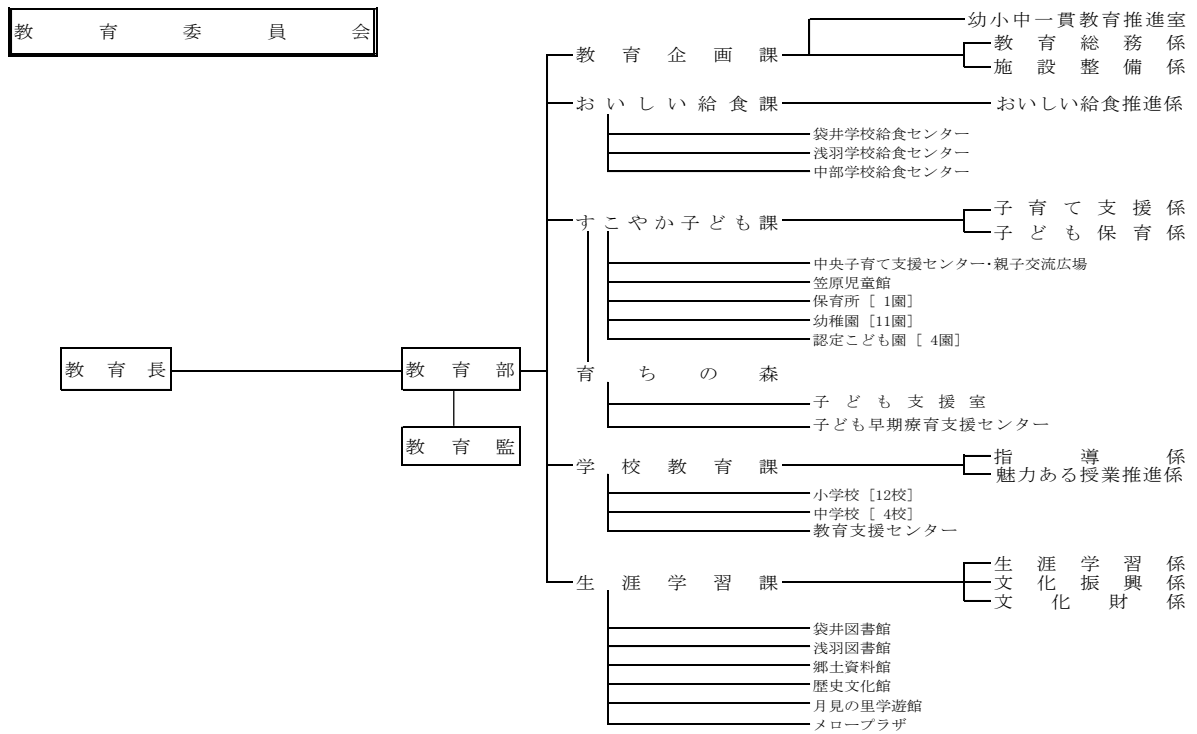 教育委員会
幼小中一貫教育推進室
教育企画課
教育総務係
施設整備係
おいしい給食課
おいしい給食推進係
袋井学校給食センター
浅羽学校給食センター
中部学校給食センター
すこやか子ども課
子育て支援係
子ども保育係
中央子育て支援センター・親子交流広場
笠原児童館
保育所［ 1園］
幼稚園［11園］
認定こども園［ 4園］
教育長
教育部
教育監
育ちの森
子ども支援室
子ども早期療育支援センター
学校教育課
指導係
魅力ある授業推進係
小学校［12校］
中学校［ 4校］
教育支援センター
生涯学習課
生涯学習係
文化振興係
文化財係
袋井図書館
浅羽図書館
郷土資料館
歴史文化館
月見の里学遊館
メロープラザ